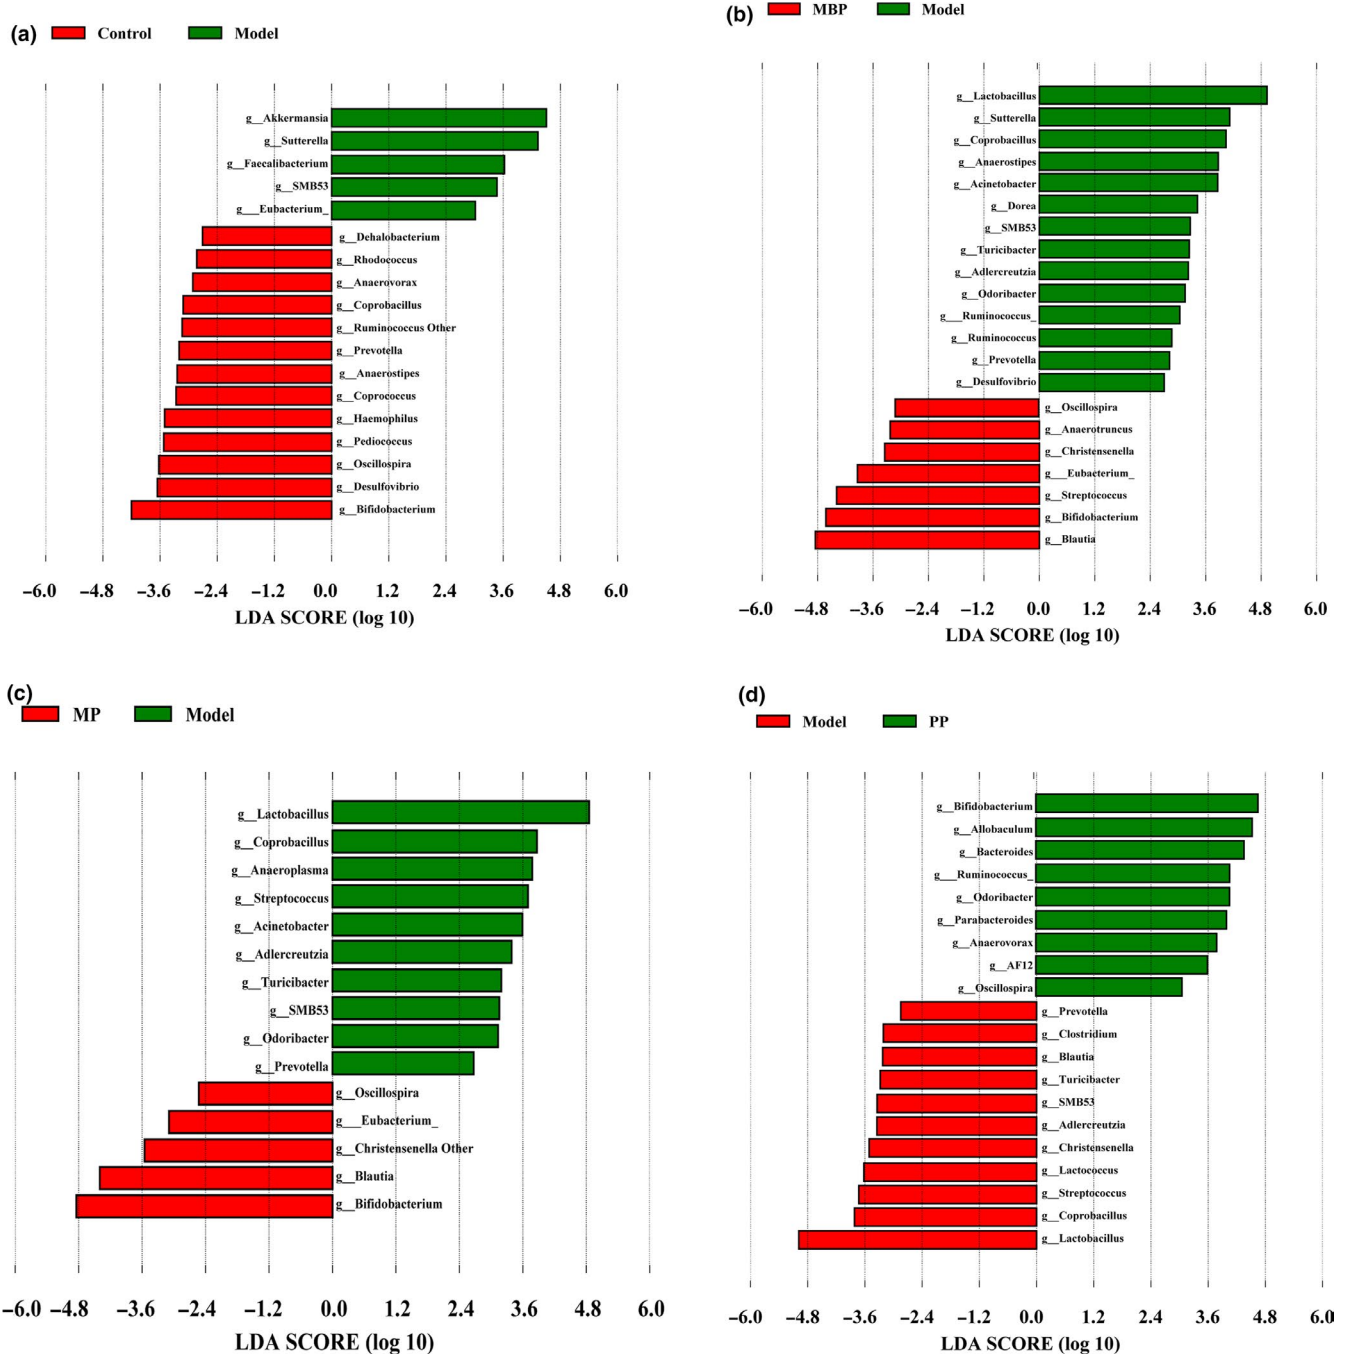 (a) Control Model
g__Akkermansia
g__Sutterella
g__Faecalibacterium
g__SMB53
g___Eubacterium_
g__Dehalobacterium
g__Rhodococcus
g__Anaerovorax
g__Coprobacillus
g__Ruminococcus Other
g__Prevotella
g__Anaerostipes
g__Coprococcus
g__Haemophilus
g__Pediococcus
g__Oscillospira
g__Desulfovibrio
g__Bifidobacterium
−6.0 −4.8 −3.6 −2.4 −1.2 0.0 1.2 2.4 3.6 4.8 6.0
LDA SCORE (log 10)
(b) MBP Model
g__Lactobacillus
g__Sutterella
g__Coprobacillus
g__Anaerostipes
g__Acinetobacter
g__Dorea
g__SMB53
g__Turicibacter
g__Adlercreutzia
g__Odoribacter
g___Ruminococcus_
g__Ruminococcus
g__Prevotella
g__Desulfovibrio
g__Oscillospira
g__Anaerotruncus
g__Christensenella
g___Eubacterium_
g__Streptococcus
g__Bifidobacterium
g__Blautia
−6.0 −4.8 −3.6 −2.4 −1.2 0.0 1.2 2.4 3.6 4.8 6.0
LDA SCORE (log 10)
(c) MP Model
g__Lactobacillus
g__Coprobacillus
g__Anaeroplasma
g__Streptococcus
g__Acinetobacter
g__Adlercreutzia
g__Turicibacter
g__SMB53
g__Odoribacter
g__Prevotella
g__Oscillospira
g___Eubacterium_
g__Christensenella Other
g__Blautia
g__Bifidobacterium
−6.0 −4.8 −3.6 −2.4 −1.2 0.0 1.2 2.4 3.6 4.8 6.0
LDA SCORE (log 10)
(d) Model PP
g__Bifidobacterium
g__Allobaculum
g__Bacteroides
g___Ruminococcus_
g__Odoribacter
g__Parabacteroides
g__Anaerovorax
g__AF12
g__Oscillospira
g__Prevotella
g__Clostridium
g__Blautia
g__Turicibacter
g__SMB53
g__Adlercreutzia
g__Christensenella
g__Lactococcus
g__Streptococcus
g__Coprobacillus
g__Lactobacillus
−6.0 −4.8 −3.6 −2.4 −1.2 0.0 1.2 2.4 3.6 4.8 6.0
LDA SCORE (log 10)